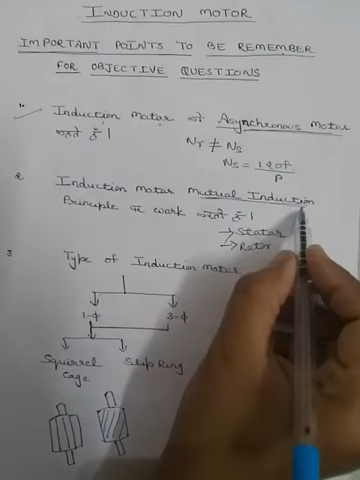 INDUCTION MOTOR
IMPORTANT POINTS TO BE REMEMBER
FOR OBJECTIVE QUESTIONS
1. Induction Motor को Asynchronous Motor
कहते हैं।
Nr ≠ Ns
Ns = 120f/P
2. Induction motor Mutual Induction
Principle पर work करती है।
→ Stator
→ Rotor
3 Type of Induction Motor
1-ɸ 3-ɸ
Squirrel Slip Ring
Cage